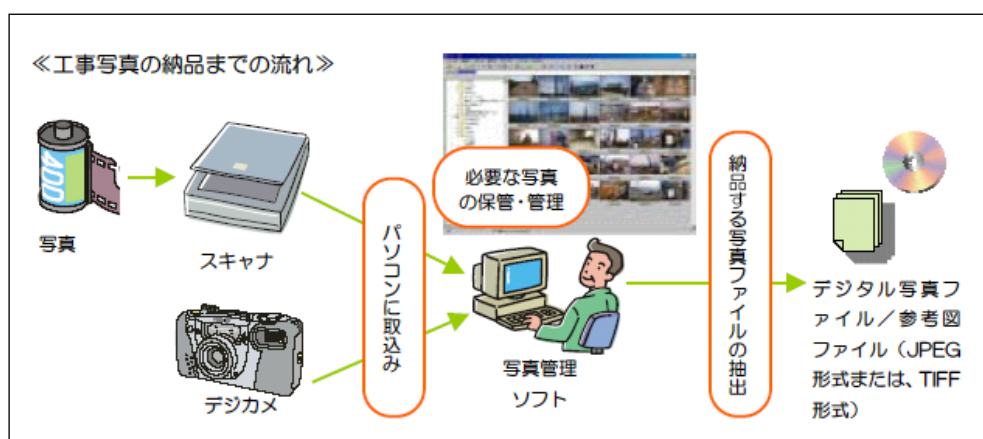 ≪工事写真の納品までの流れ≫
400
写真
スキャナ
デジカメ
パソコンに取込み
必要な写真
の保管・管理
写真管理
ソフト
納品する写真ファイルの抽出
デジタル写真フ
ァイル／参考図
ファイル（JPEG
形式または、TIFF
形式）